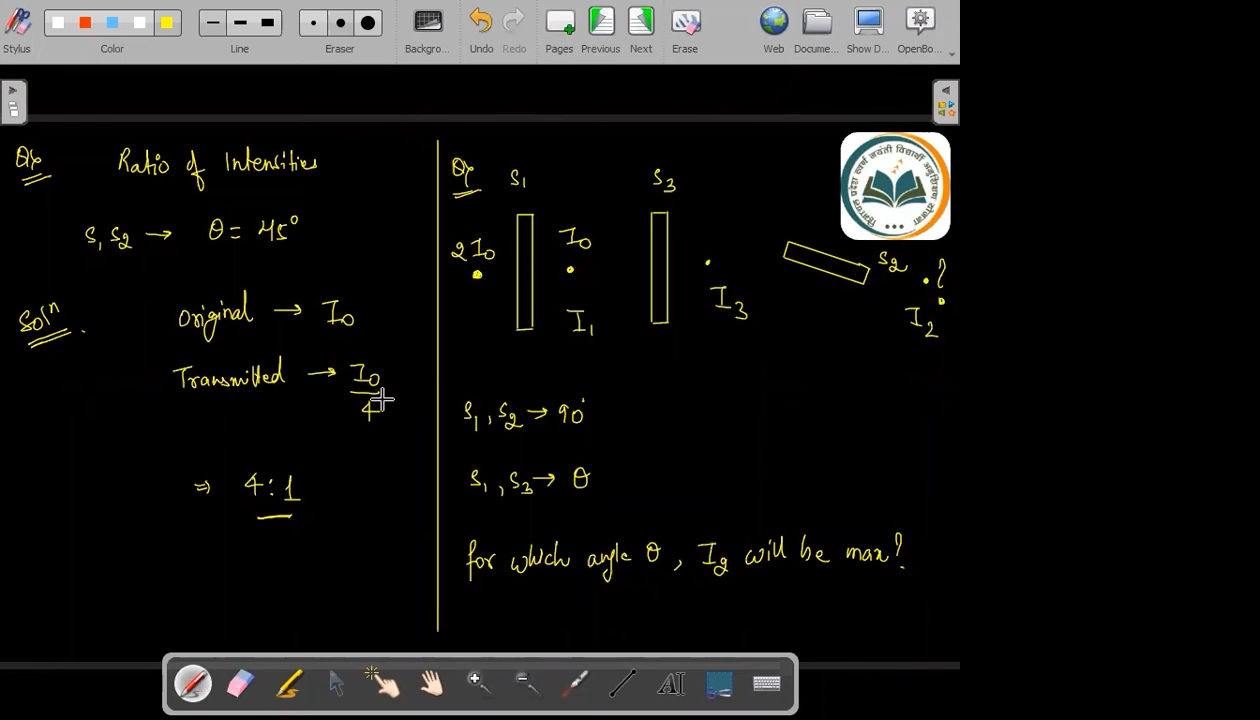 Stylus
Color
Line
Eraser
Backgro...
Undo
Redo
Pages
Previous
Next
Erase
Web
Docume...
Show D...
OpenBo...
Qx Ratio of Intensities
S1 S2 → θ = 45°
Soln.
Original → I0
Transmitted → I0/4
⇒ 4:1
Qx
S1
S3
2I0
I0
I1
I3
S2
?
I2
S1, S2 → 90°
S1, S3 → θ
for which angle θ, I2 will be max?